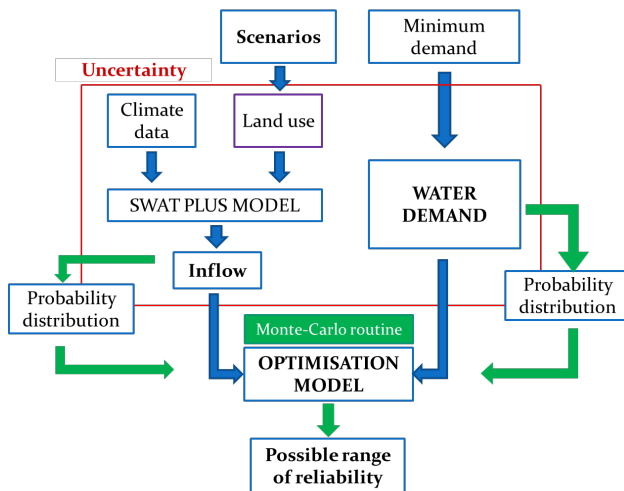 Scenarios
Minimum
demand
Uncertainty
Climate
data
Land use
SWAT PLUS MODEL
WATER
DEMAND
Inflow
Probability
distribution
Probability
distribution
Monte-Carlo routine
OPTIMISATION
MODEL
Possible range
of reliability